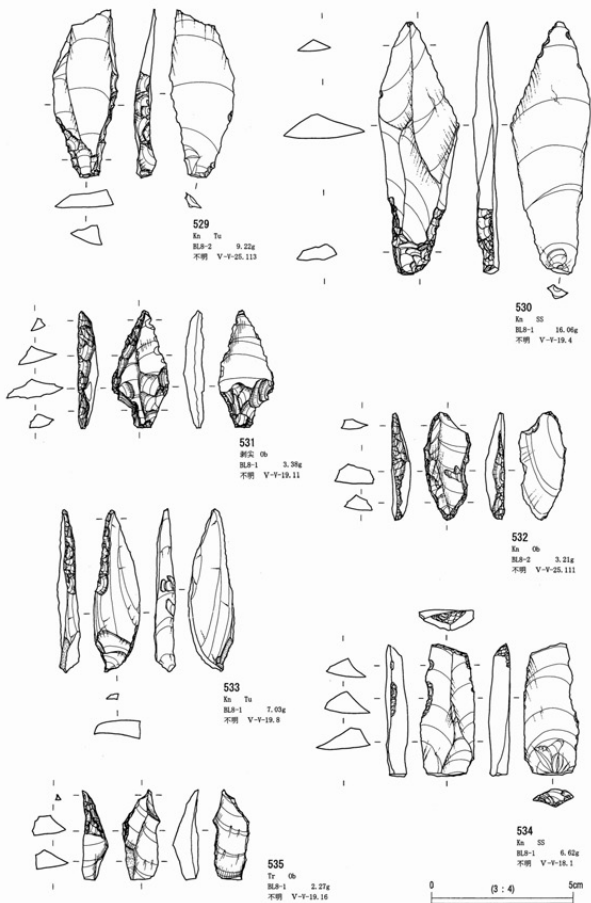 529
Kn Tu
BL8-2 9.22g
不明 V-V-25.113
530
Kn SS
BL8-1 16.06g
不明 V-V-19.4
531
剥尖 Ob
BL8-1 3.38g
不明 V-V-19.11
532
Kn Ob
BL8-2 3.21g
不明 V-V-25.111
533
Kn Tu
BL8-1 7.03g
不明 V-V-19.8
534
Kn SS
BL8-1 6.62g
不明 V-V-18.1
535
Tr Ob
BL8-1 2.27g
不明 V-V-19.16
0 (3 : 4) 5cm